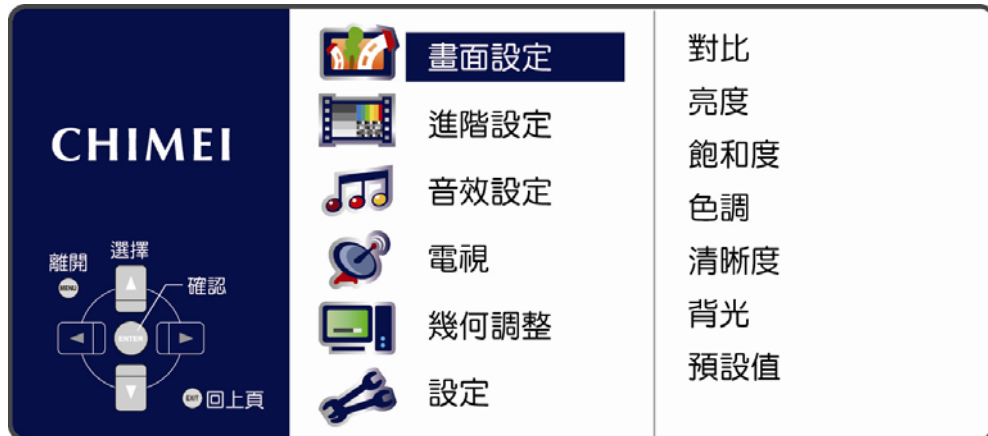 CHIMEI
離開
選擇
MENU
確認
ENTER
EXIT
回上頁
畫面設定
進階設定
音效設定
電視
幾何調整
設定
對比
亮度
飽和度
色調
清晰度
背光
預設值